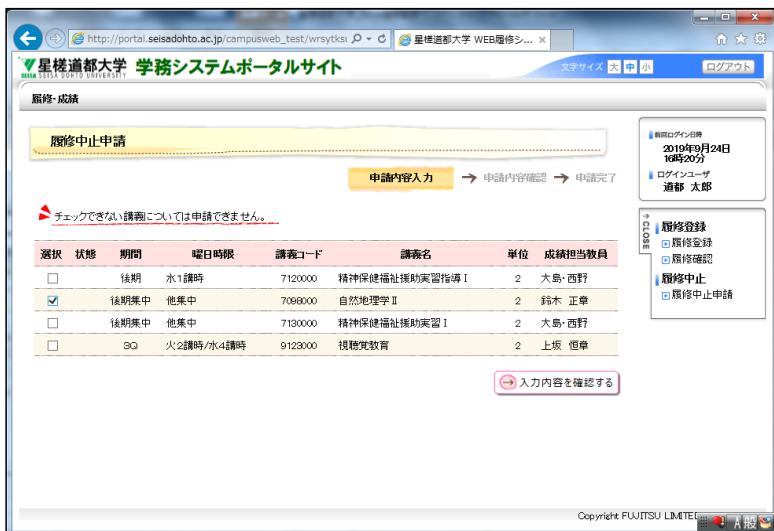 http://portal.seisadohto.ac.jp/campusweb_test/wrsytksu
星槎道都大学 WEB履修シ...
星槎道都大学 学務システムポータルサイト
SEISA DOHTO UNIVERSITY
文字サイズ 大 中 小
ログアウト
履修・成績
履修中止申請
申請内容入力 → 申請内容確認 → 申請完了
チェックできない講義については申請できません。
選択 状態 期間 曜日時限 講義コード 講義名 単位 成績担当教員
後期 水1講時 7120000 精神保健福祉援助実習指導Ⅰ 2 大島・西野
後期集中 他集中 7098000 自然地理学Ⅱ 2 鈴木 正章
後期集中 他集中 7130000 精神保健福祉援助実習Ⅰ 2 大島・西野
3Q 火2講時/水4講時 9123000 視聴覚教育 2 上坂 恒章
入力内容を確認する
前回ログイン日時
2019年9月24日
16時20分
ログインユーザ
道都 太郎
CLOSE
履修登録
履修登録
履修確認
履修中止
履修中止申請
Copyright FUJITSU LIMITED
A 般